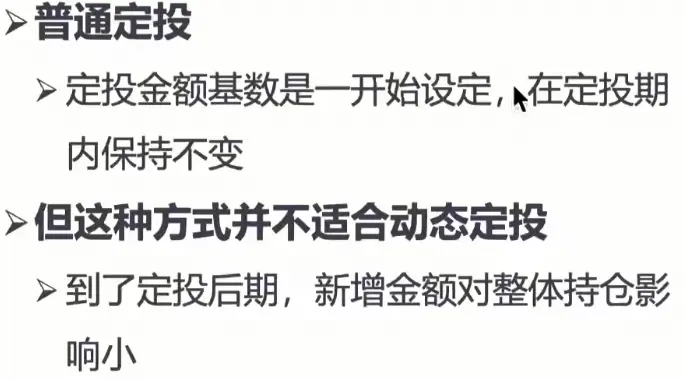 普通定投
定投金额基数是一开始设定，在定投期
内保持不变
但这种方式并不适合动态定投
到了定投后期，新增金额对整体持仓影
响小